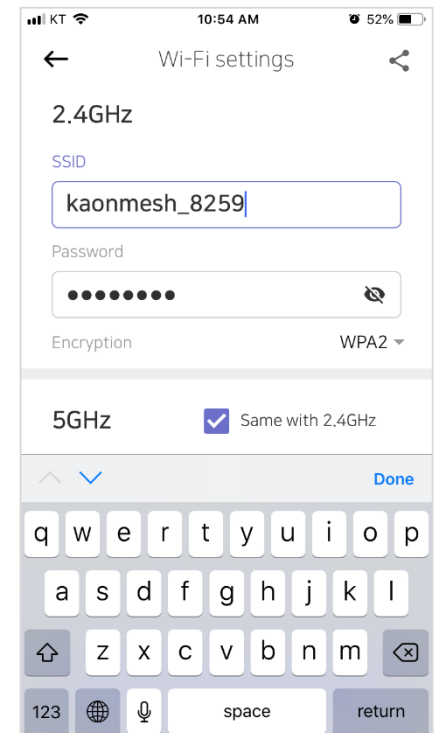 KT 10:54 AM 52%
Wi-Fi settings
2.4GHz
SSID
kaonmesh_8259
Password
●●●●●●●●
Encryption WPA2
5GHz Same with 2.4GHz
Done
q w e r t y u i o p
a s d f g h j k l
z x c v b n m
123 space return